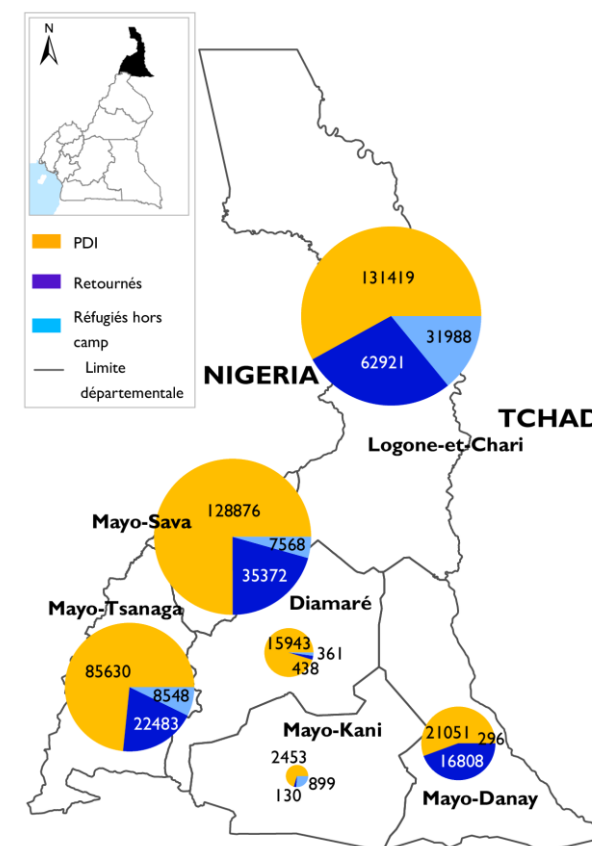 N
PDI
Retournés
Réfugiés hors
camp
Limite
départementale
131419
31988
62921
NIGERIA
TCHAD
Logone-et-Chari
128876
Mayo-Sava
7568
35372
Diamaré
Mayo-Tsanaga
15943
361
438
85630
8548
22483
Mayo-Kani
2453
899
130
21051
296
16808
Mayo-Danay